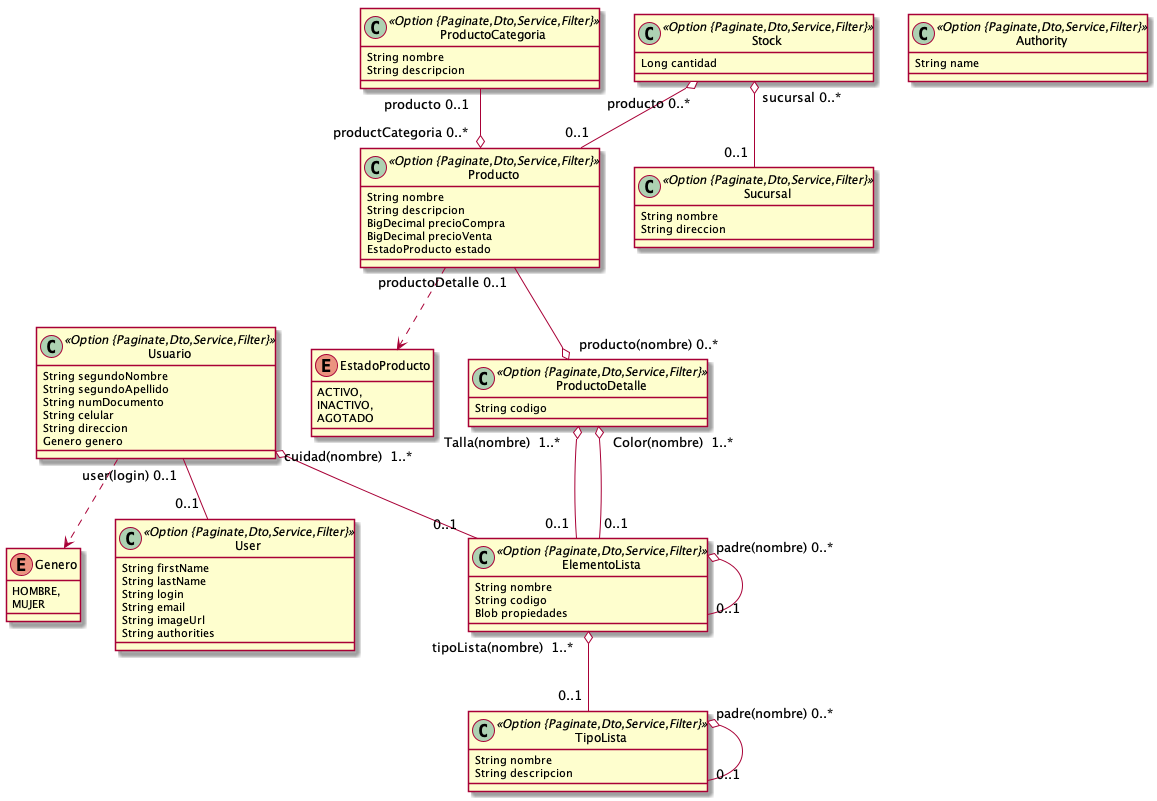 C «Option {Paginate,Dto,Service,Filter}»
ProductoCategoria
String nombre
String descripcion
C «Option {Paginate,Dto,Service,Filter}»
Stock
Long cantidad
C «Option {Paginate,Dto,Service,Filter}»
Authority
String name
producto 0..1
productCategoria 0..*
producto 0..*
0..1
sucursal 0..*
0..1
C «Option {Paginate,Dto,Service,Filter}»
Producto
String nombre
String descripcion
BigDecimal precioCompra
BigDecimal precioVenta
EstadoProducto estado
C «Option {Paginate,Dto,Service,Filter}»
Sucursal
String nombre
String direccion
productoDetalle 0..1
producto(nombre) 0..*
C «Option {Paginate,Dto,Service,Filter}»
Usuario
String segundoNombre
String segundoApellido
String numDocumento
String celular
String direccion
Genero genero
E EstadoProducto
ACTIVO,
INACTIVO,
AGOTADO
C «Option {Paginate,Dto,Service,Filter}»
ProductoDetalle
String codigo
Talla(nombre) 1..*
Color(nombre) 1..*
cuidad(nombre) 1..*
user(login) 0..1
0..1
0..1
0..1
0..1
E Genero
HOMBRE,
MUJER
C «Option {Paginate,Dto,Service,Filter}»
User
String firstName
String lastName
String login
String email
String imageUrl
String authorities
C «Option {Paginate,Dto,Service,Filter}»
ElementoLista
String nombre
String codigo
Blob propiedades
padre(nombre) 0..*
0..1
tipoLista(nombre) 1..*
0..1
C «Option {Paginate,Dto,Service,Filter}»
TipoLista
String nombre
String descripcion
padre(nombre) 0..*
0..1